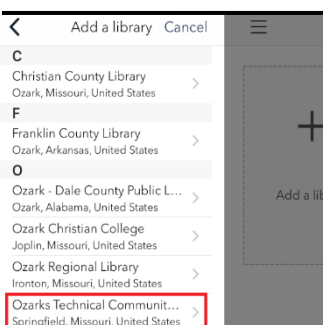 Add a library Cancel
C
Christian County Library
Ozark, Missouri, United States
F
Franklin County Library
Ozark, Arkansas, United States
O
Ozark - Dale County Public L...
Ozark, Alabama, United States
Ozark Christian College
Joplin, Missouri, United States
Ozark Regional Library
Ironton, Missouri, United States
Ozarks Technical Communit...
Springfield, Missouri, United States
Add a lib